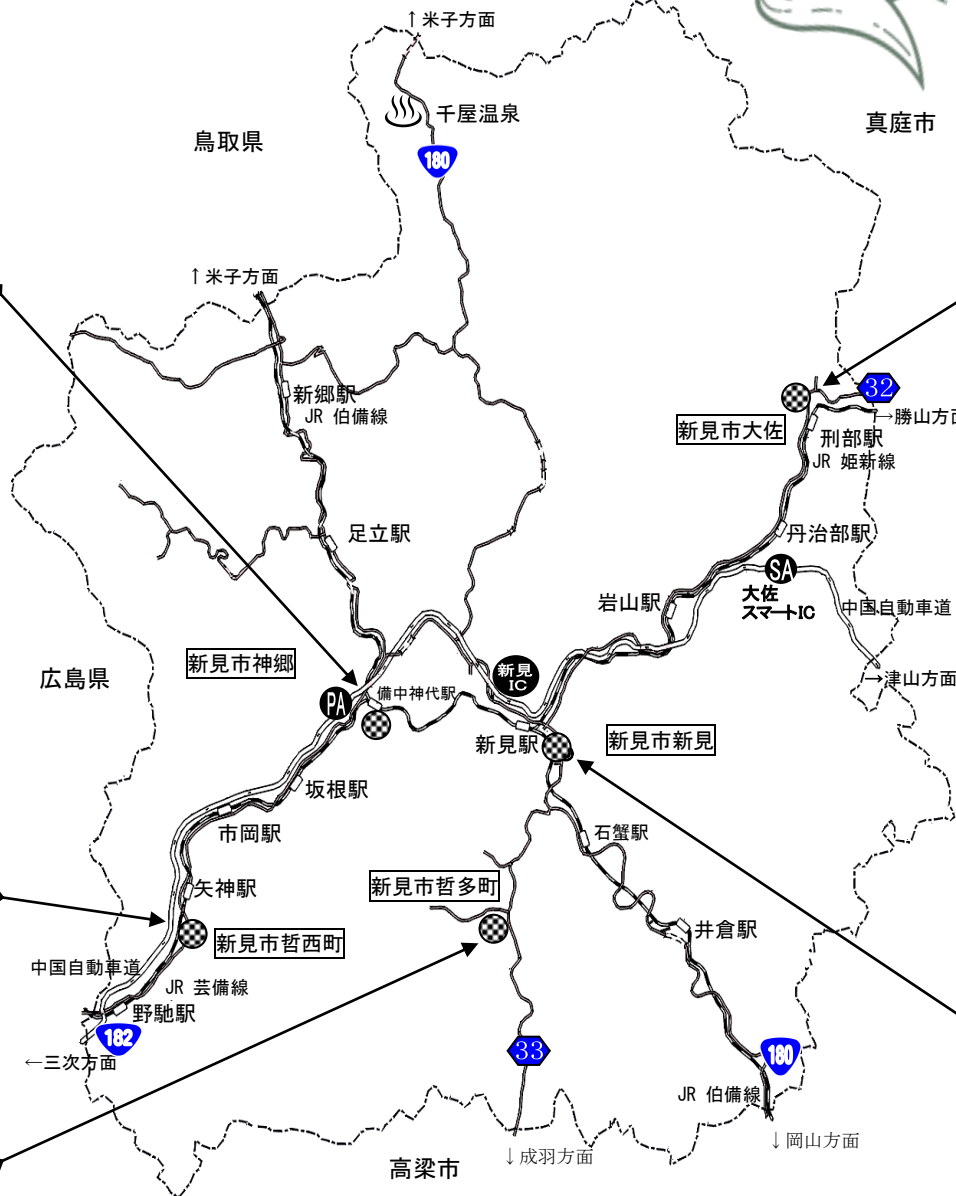 ↑米子方面
千屋温泉
真庭市
鳥取県
180
↑米子方面
新郷駅
JR 伯備線
32
→勝山方面
新見市大佐
刑部駅
JR 姫新線
足立駅
丹治部駅
SA
大佐
スマートIC
中国自動車道
岩山駅
広島県
新見市神郷
新見
IC
→津山方面
PA
備中神代駅
新見駅
新見市新見
坂根駅
市岡駅
石蟹駅
矢神駅
新見市哲多町
井倉駅
新見市哲西町
中国自動車道
JR 芸備線
野馳駅
182
←三次方面
33
180
JR 伯備線
↓岡山方面
↓成羽方面
高梁市